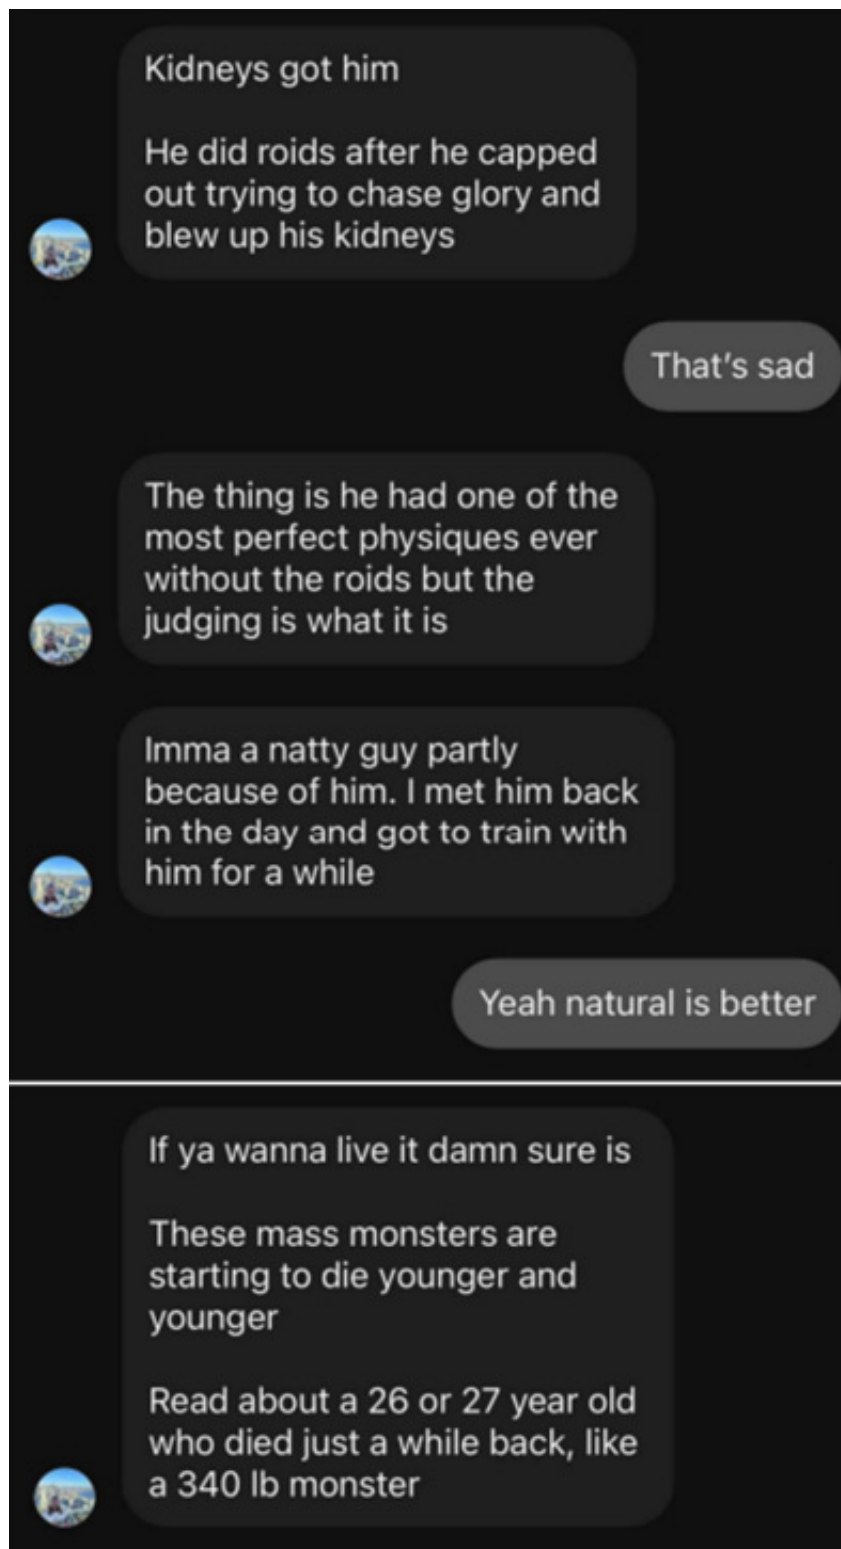 Kidneys got him
He did roids after he capped
out trying to chase glory and
blew up his kidneys
That’s sad
The thing is he had one of the
most perfect physiques ever
without the roids but the
judging is what it is
Imma a natty guy partly
because of him. I met him back
in the day and got to train with
him for a while
Yeah natural is better
If ya wanna live it damn sure is
These mass monsters are
starting to die younger and
younger
Read about a 26 or 27 year old
who died just a while back, like
a 340 lb monster